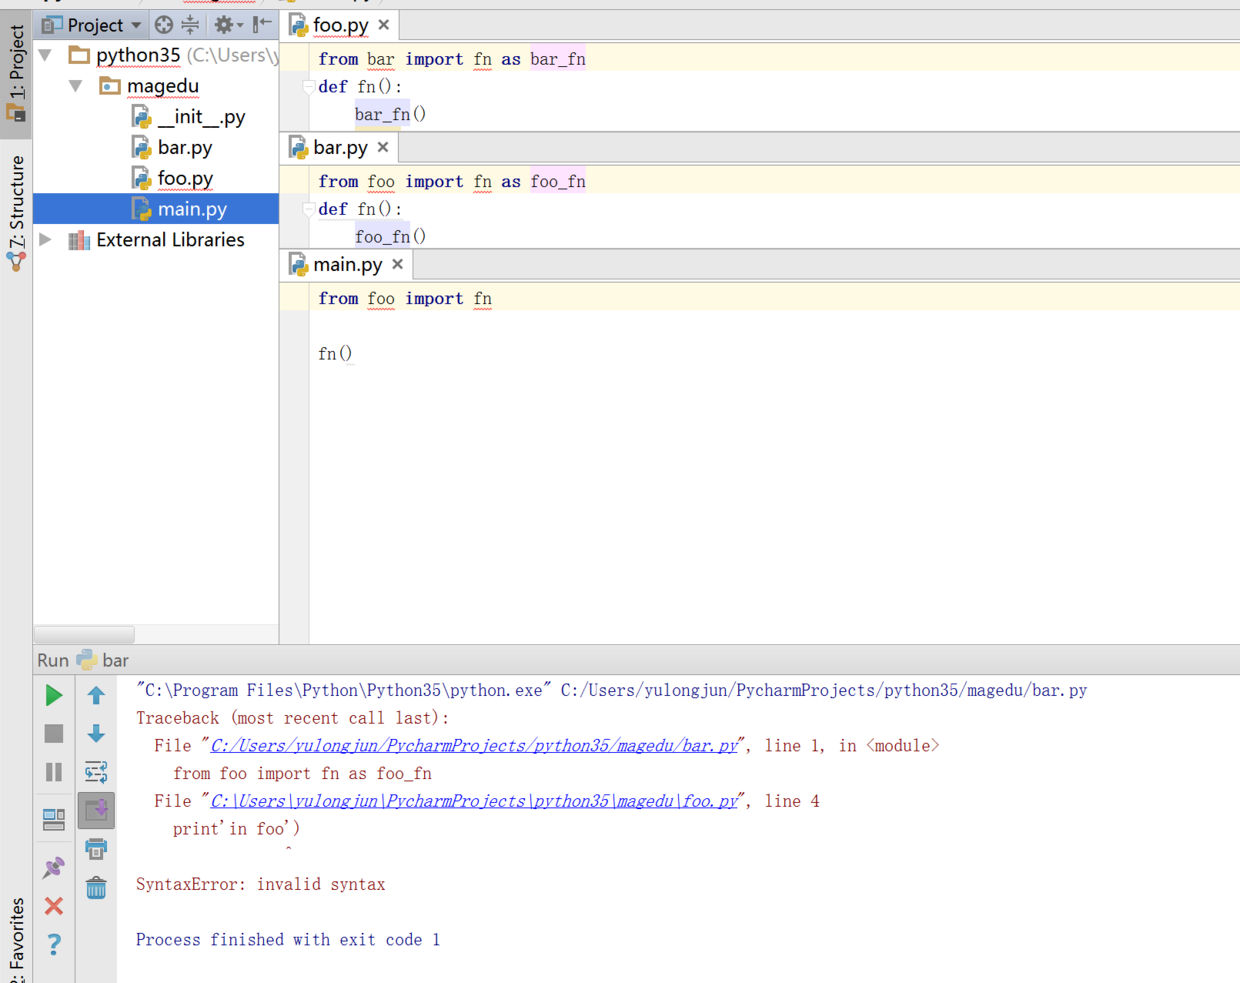 Project
foo.py
1: Project
python35 (C:\Users\y
magedu
__init__.py
bar.py
foo.py
main.py
External Libraries
7: Structure
from bar import fn as bar_fn
def fn():
bar_fn()
bar.py
from foo import fn as foo_fn
def fn():
foo_fn()
main.py
from foo import fn
fn()
Run bar
"C:\Program Files\Python\Python35\python.exe" C:/Users/yulongjun/PycharmProjects/python35/magedu/bar.py
Traceback (most recent call last):
File "C:/Users/yulongjun/PycharmProjects/python35/magedu/bar.py", line 1, in <module>
from foo import fn as foo_fn
File "C:\Users\yulongjun\PycharmProjects\python35\magedu\foo.py", line 4
print'in foo')
^
SyntaxError: invalid syntax
Process finished with exit code 1
: Favorites